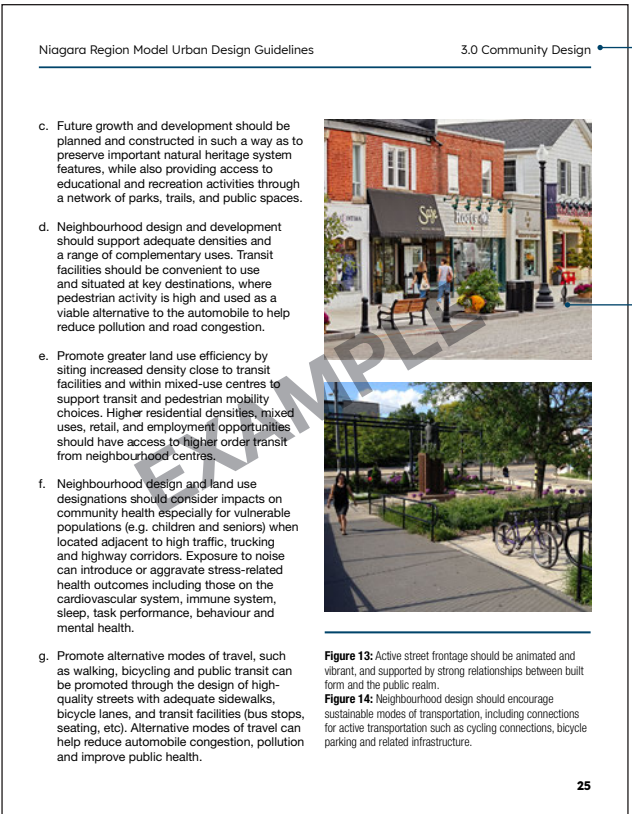 Niagara Region Model Urban Design Guidelines
3.0 Community Design
c. Future growth and development should be
planned and constructed in such a way as to
preserve important natural heritage system
features, while also providing access to
educational and recreation activities through
a network of parks, trails, and public spaces.
d. Neighbourhood design and development
should support adequate densities and
a range of complementary uses. Transit
facilities should be convenient to use
and situated at key destinations, where
pedestrian activity is high and used as a
viable alternative to the automobile to help
reduce pollution and road congestion.
e. Promote greater land use efficiency by
siting increased density close to transit
facilities and within mixed-use centres to
support transit and pedestrian mobility
choices. Higher residential densities, mixed
uses, retail, and employment opportunities
should have access to higher order transit
from neighbourhood centres.
f. Neighbourhood design and land use
designations should consider impacts on
community health especially for vulnerable
populations (e.g. children and seniors) when
located adjacent to high traffic, trucking
and highway corridors. Exposure to noise
can introduce or aggravate stress-related
health outcomes including those on the
cardiovascular system, immune system,
sleep, task performance, behaviour and
mental health.
g. Promote alternative modes of travel, such
as walking, bicycling and public transit can
be promoted through the design of high-
quality streets with adequate sidewalks,
bicycle lanes, and transit facilities (bus stops,
seating, etc). Alternative modes of travel can
help reduce automobile congestion, pollution
and improve public health.
EXAMPLE
Figure 13: Active street frontage should be animated and
vibrant, and supported by strong relationships between built
form and the public realm.
Figure 14: Neighbourhood design should encourage
sustainable modes of transportation, including connections
for active transportation such as cycling connections, bicycle
parking and related infrastructure.
25